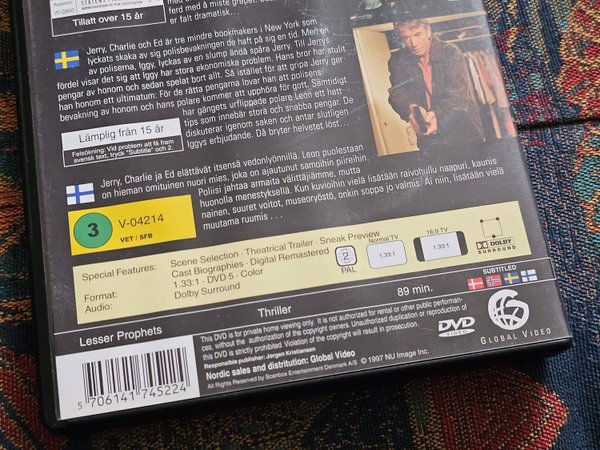 STATENS
Registrert
VR-00643
Tillatt over 15 år
ferd med å miste grepet.
er falt dramatisk...
Jerry, Charlie och Ed är tre mindre bookmakers i New York som
lyckats skaka av sig polisbevakningen de haft på sig en tid. Men en
av poliserna, Iggy, lyckas av en slump ändå spåra Jerry. Till Jerrys
fördel visar det sig att Iggy har stora ekonomiska problem. Hans bror har stulit
pengar av honom och sedan spelat bort allt. Så istället för att gripa Jerry ger
han honom ett ultimatum: För de rätta pengarna lovar han att polisens
bevakning av honom och hans polare kommer att upphöra för gott. Samtidigt
har gängets urflippade polare Leon ett hett
tips som innebär stora och snabba pengar. De
diskuterar igenom saken och antar slutligen
Iggys erbjudande. Då bryter helvetet löst...
Lämplig från 15 år
Felsökning: Vid problem att få fram
svensk text, tryck "Subtitle" och 2.
Jerry, Charlie ja Ed elättävät itsensä vedonlyönnillä. Leon puolestaan
on hieman omituinen nuori mies, joka on ajautunut samoihin piireihin.
Poliisi jahtaa armaita välittäjiämme, mutta
huonolla menestyksellä. Kun kuvioihin vielä lisätään raivohullu naapuri, kaunis
nainen, suuret voitot, museoryöstö, onkin soppa jo valmis. Ai niin, lisätään vielä
muutama ruumis ...
3
V-04214
VET / SFB
Special Features: Scene Selection · Theatrical Trailer · Sneak Preview
Cast Biographies · Digital Remastered
Format: 1.33:1 · DVD 5 · Color
Audio: Dolby Surround
2
PAL
Normal TV
1.33:1
16:9 TV
1.33:1
DOLBY
SURROUND
SUBTITLED
Lesser Prophets
Thriller
89 min.
5 706141 745224
This DVD is for private home viewing only. It is not authorized for rental or other public performan-
ces, without the authorization of the copyright owners. Unauthorized duplication or reproduction of
this DVD is strictly prohibited. Violation of this prohibition will result in prosecution.
Responsible publisher: Jørgen Kristiansen
Nordic sales and distribution: Global Video
All Rights Reserved by Scanbox Entertainment Denmark A/S
© 1997 NU Image Inc.
DVD
VIDEO
GLOBAL VIDEO